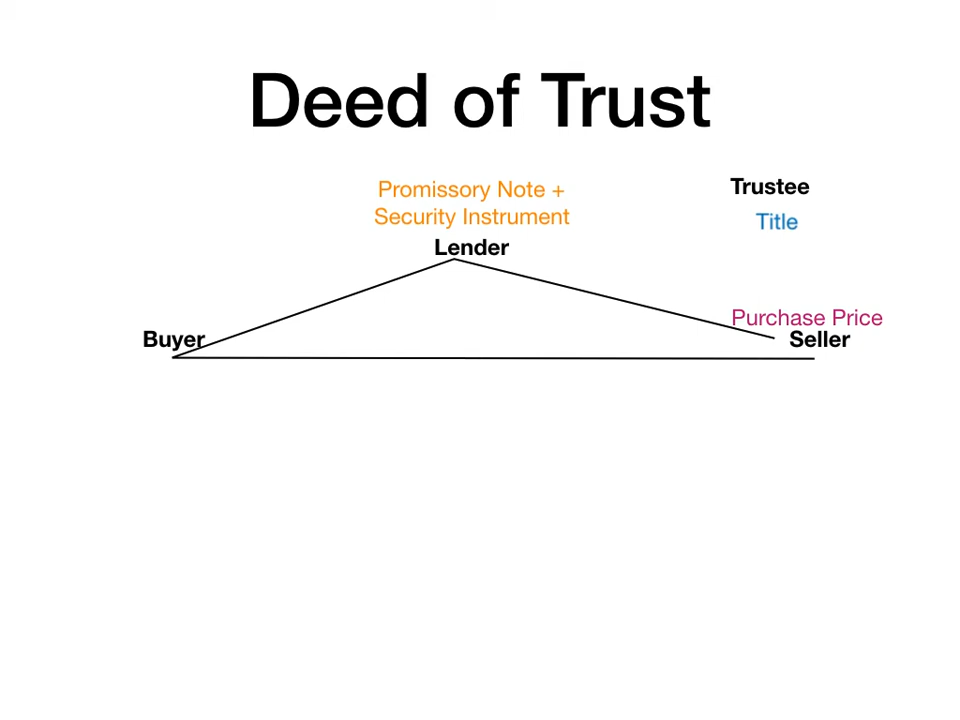 Deed of Trust
Promissory Note +
Security Instrument
Lender
Trustee
Title
Buyer
Purchase Price
Seller